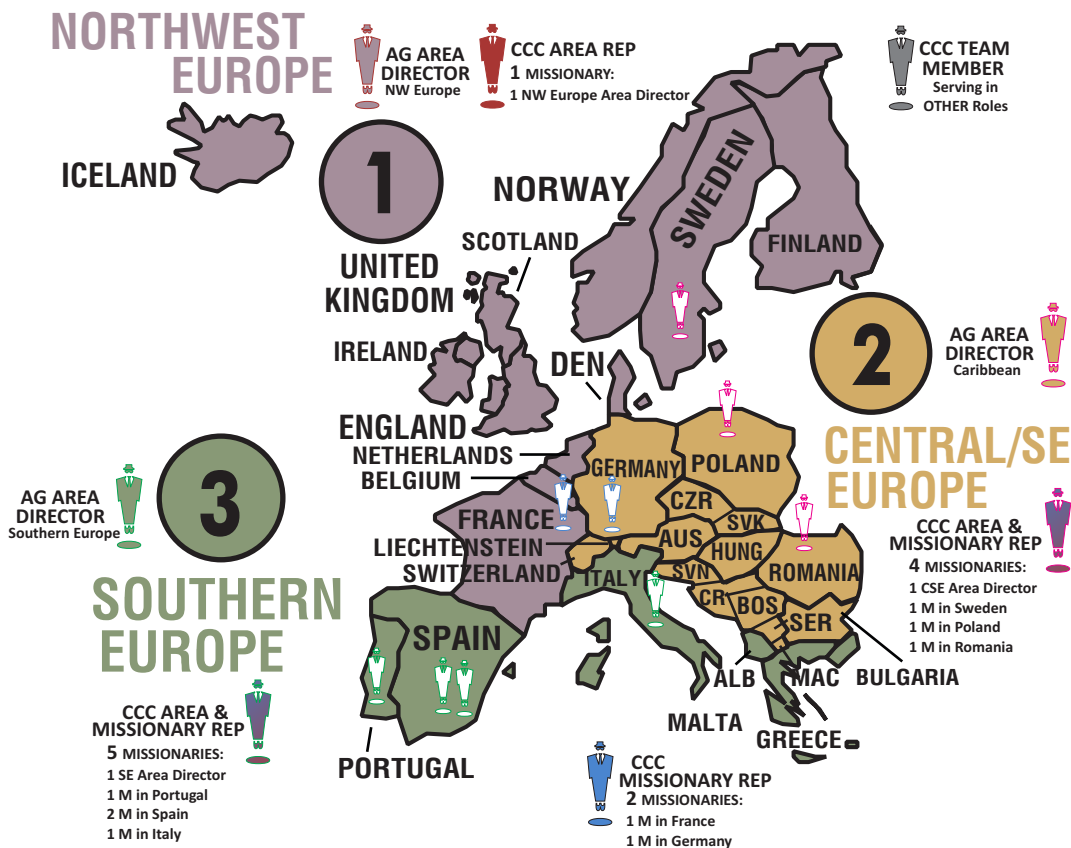 NORTHWEST
EUROPE
AG AREA
DIRECTOR
NW Europe
CCC AREA REP
1 MISSIONARY:
1 NW Europe Area Director
CCC TEAM
MEMBER
Serving in
OTHER Roles
ICELAND
1
NORWAY
SWEDEN
FINLAND
SCOTLAND
UNITED
KINGDOM
IRELAND
DEN
2
AG AREA
DIRECTOR
Caribbean
ENGLAND
NETHERLANDS
BELGIUM
GERMANY
POLAND
CENTRAL/SE
EUROPE
3
AG AREA
DIRECTOR
Southern Europe
CZR
FRANCE
SVK
AUS
HUNG
LIECHTENSTEIN
SWITZERLAND
ITALY
SVN
ROMANIA
CR
BOS
SER
CCC AREA &
MISSIONARY REP
4 MISSIONARIES:
1 CSE Area Director
1 M in Sweden
1 M in Poland
1 M in Romania
SOUTHERN
EUROPE
SPAIN
ALB
MAC
BULGARIA
MALTA
GREECE
PORTUGAL
CCC AREA &
MISSIONARY REP
5 MISSIONARIES:
1 SE Area Director
1 M in Portugal
2 M in Spain
1 M in Italy
CCC
MISSIONARY REP
2 MISSIONARIES:
1 M in France
1 M in Germany